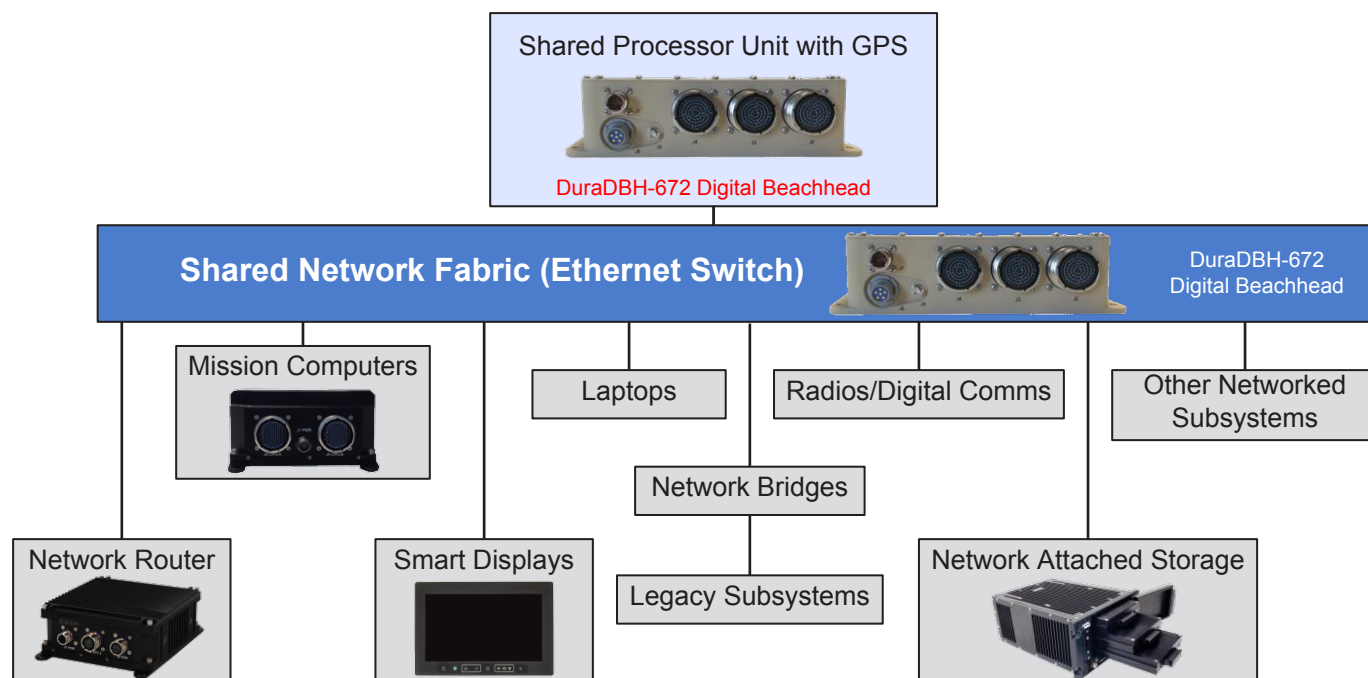 Shared Processor Unit with GPS
DuraDBH-672 Digital Beachhead
Shared Network Fabric (Ethernet Switch)
DuraDBH-672
Digital Beachhead
Mission Computers
Laptops
Radios/Digital Comms
Other Networked
Subsystems
Network Bridges
Network Router
Smart Displays
Legacy Subsystems
Network Attached Storage